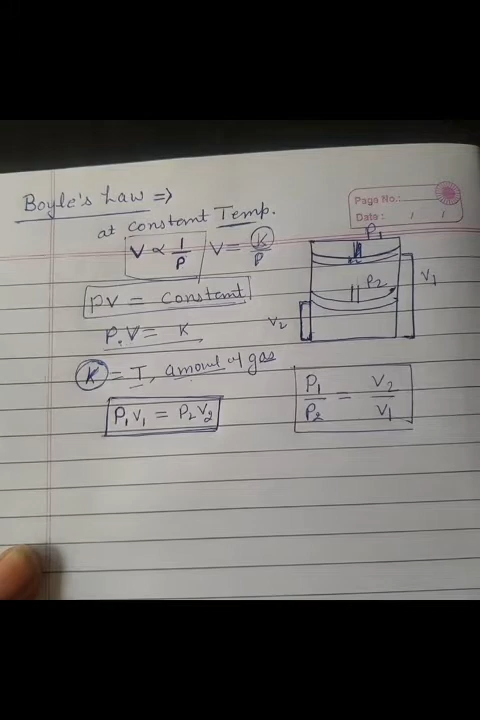 Boyle's Law ⇒
Page No.:
Date : / /
at constant Temp.
V ∝ 1/P V = K/P
P1
P2
V1
V2
PV = constant
P.V = K
K = T, amount of gas
P1V1 = P2V2
P1/P2 = V2/V1